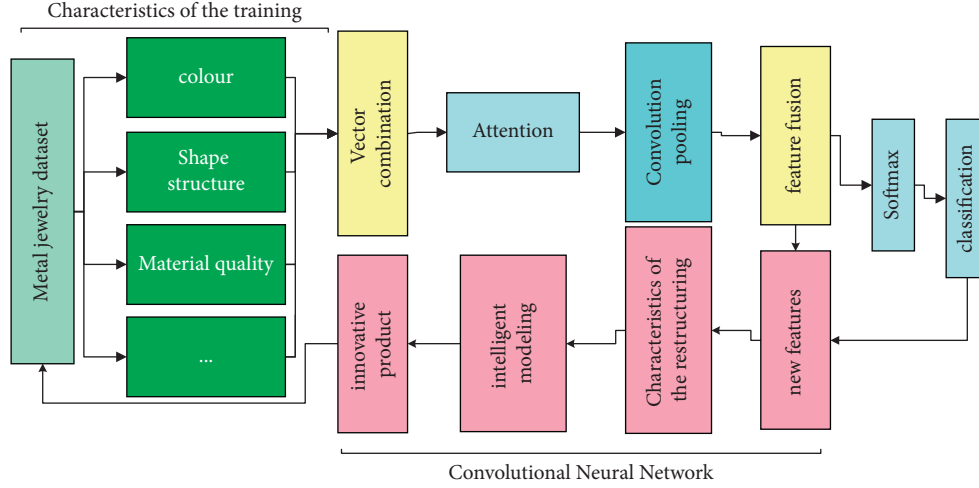 Characteristics of the training
Metal jewelry dataset
colour
Shape
structure
Material quality
...
Vector
combination
Attention
Convolution
pooling
feature fusion
Softmax
classification
innovative
product
intelligent
modeling
Characteristics of
the restructuring
new features
Convolutional Neural Network